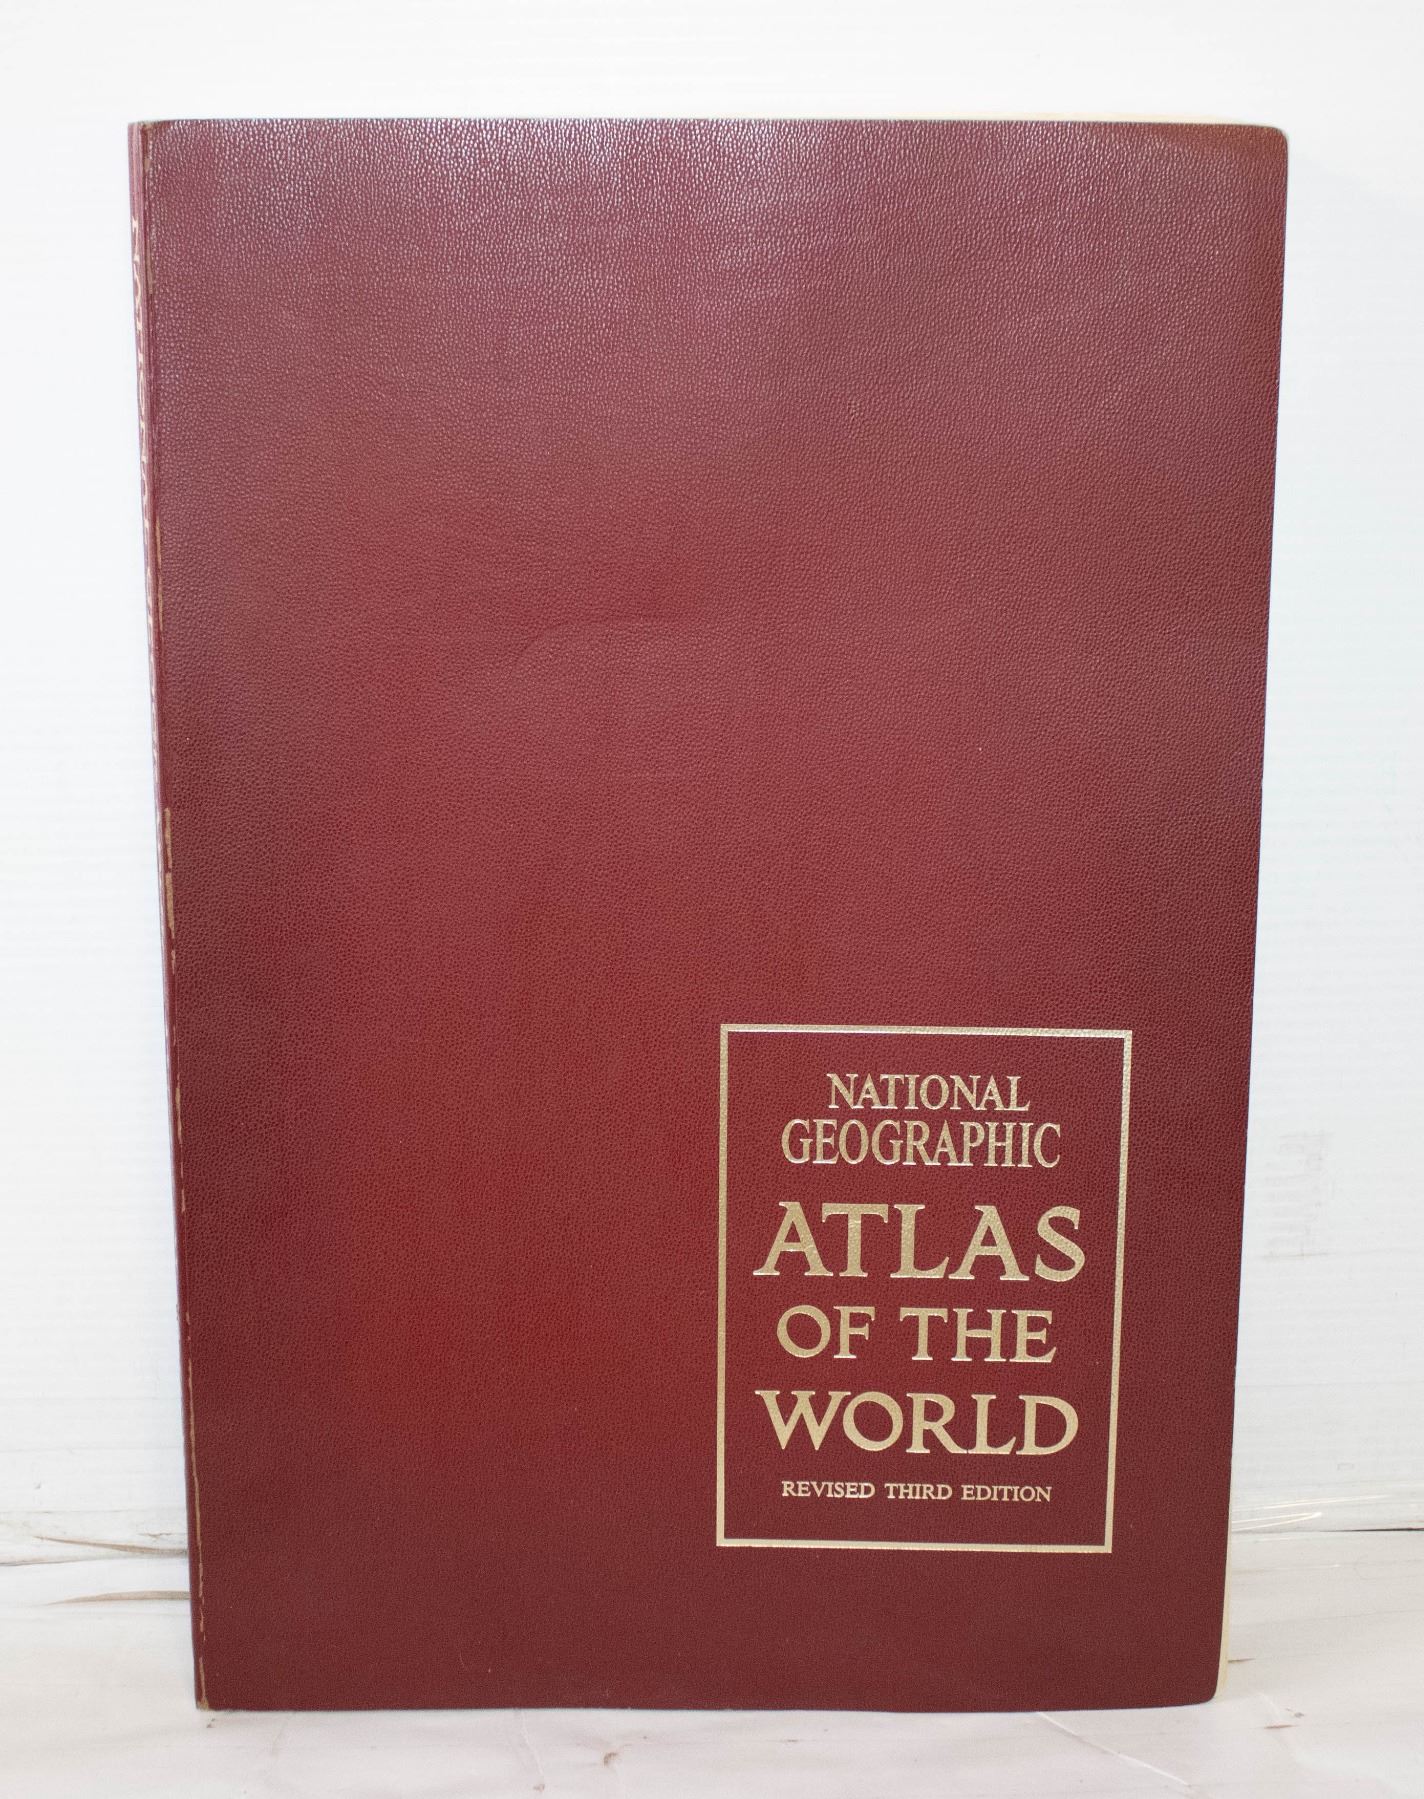 NATIONAL
GEOGRAPHIC
ATLAS
OF THE
WORLD
REVISED THIRD EDITION